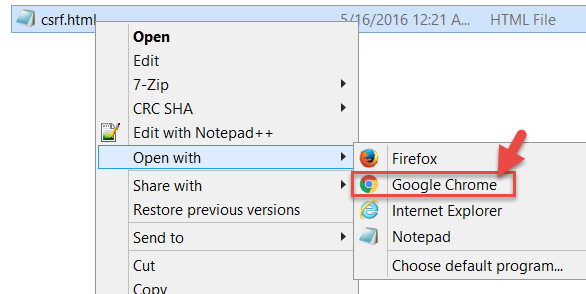 csrf.html 5/16/2016 12:21 A... HTML File
Open
Edit
7-Zip
CRC SHA
Edit with Notepad++
Open with
Share with
Restore previous versions
Send to
Cut
Copy
Firefox
Google Chrome
Internet Explorer
Notepad
Choose default program...